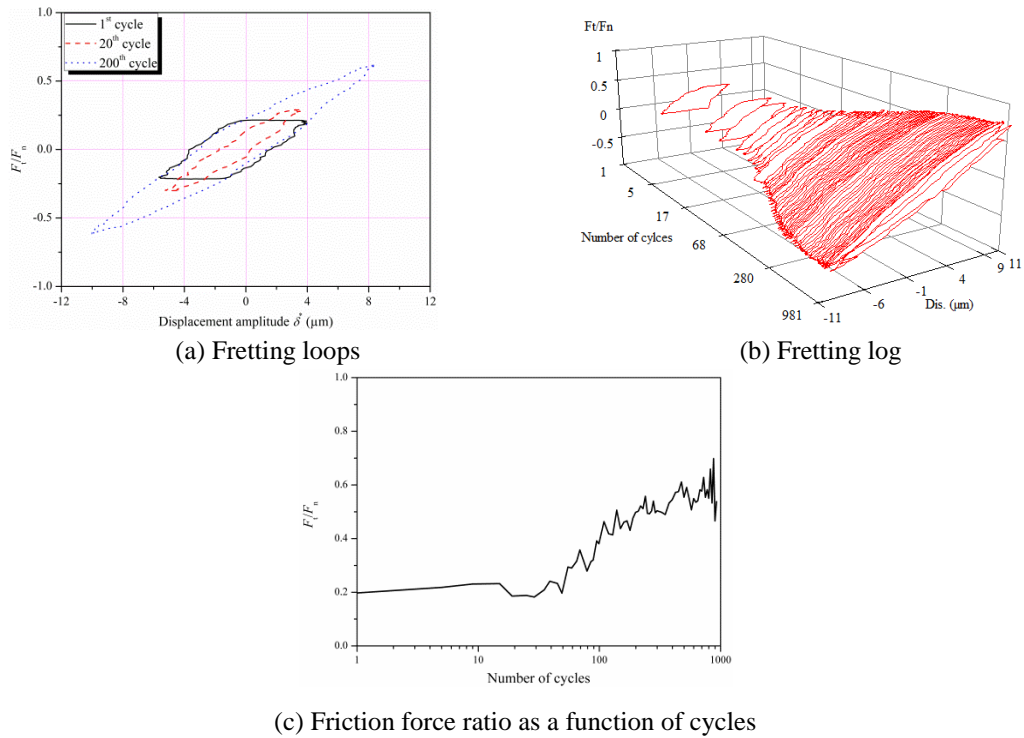 1.0
1st cycle
20th cycle
200th cycle
0.5
0.0
-0.5
-1.0
Ft/Fn
-12 -8 -4 0 4 8 12
Displacement amplitude δ* (μm)
(a) Fretting loops
Ft/Fn
1
0.5
0
-0.5
1
5
17
68
280
981
Number of cylces
-11
-6
-1
4
9
11
Dis. (μm)
(b) Fretting log
1.0
0.8
0.6
0.4
0.2
0.0
Ft/Fn
1 10 100 1000
Number of cycles
(c) Friction force ratio as a function of cycles